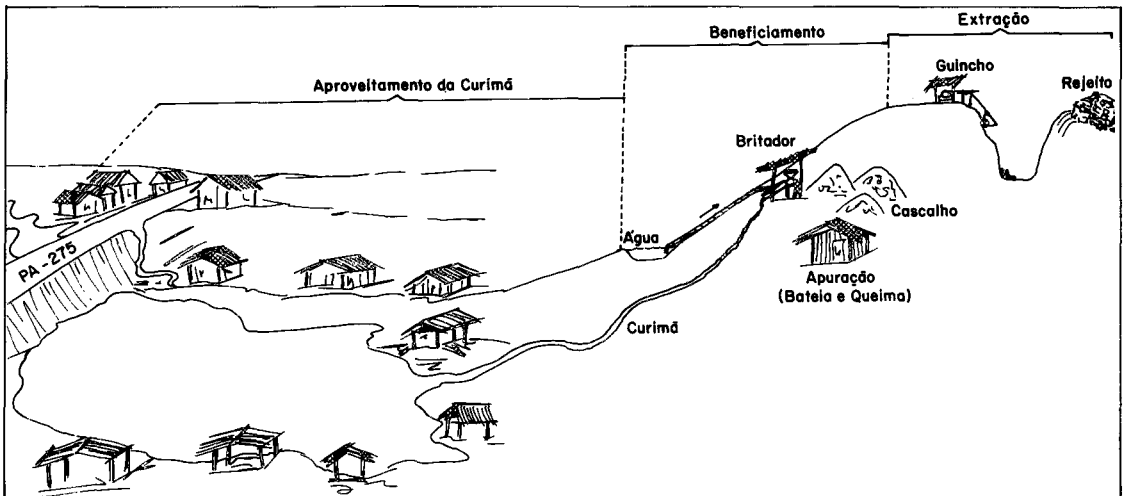 Extração
Beneficiamento
Guincho
Aproveitamento da Curimã
Rejeito
Britador
Cascalho
Água
PA-275
Apuração
(Bateia e Queima)
Curimã